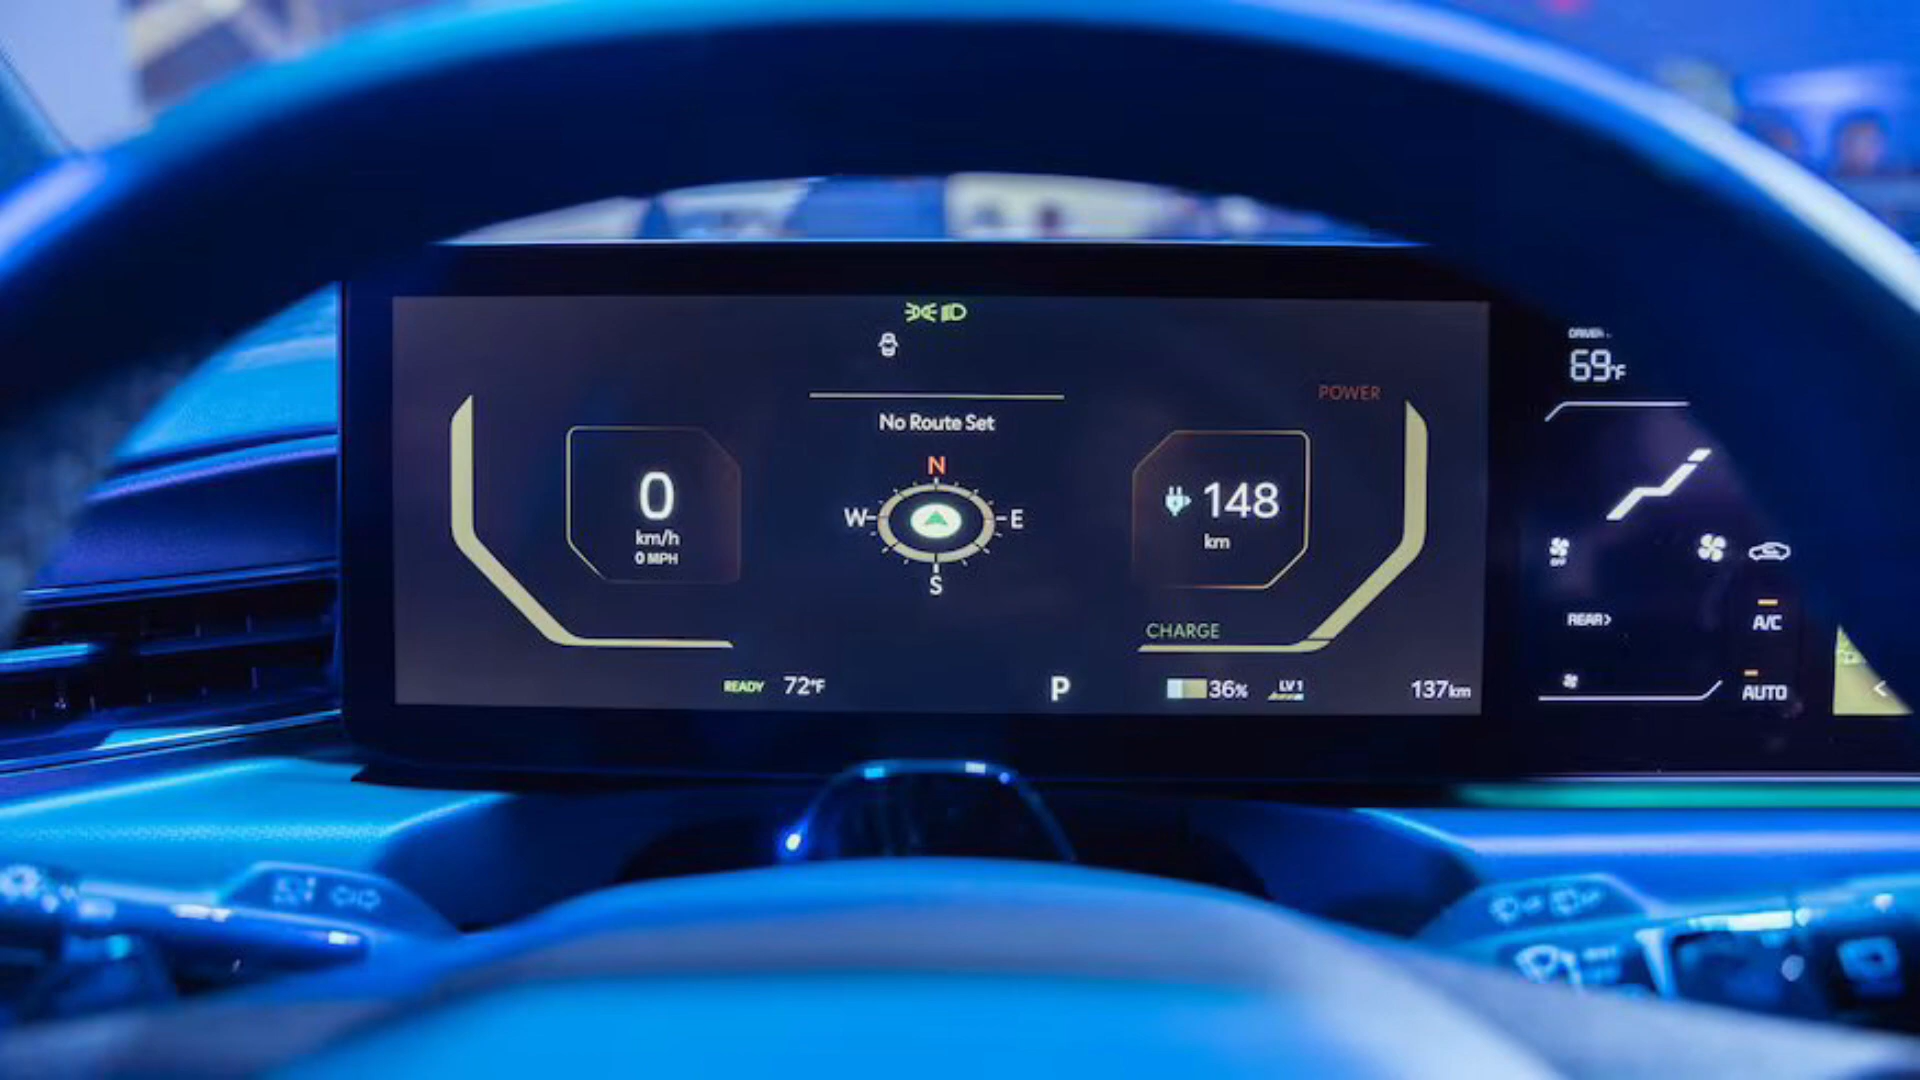 POWER
No Route Set
N
W
E
S
0
km/h
0 MPH
148
km
CHARGE
READY
72°F
P
36%
LV1
137km
DRIVER
69°F
OFF
REAR>
A/C
AUTO
<